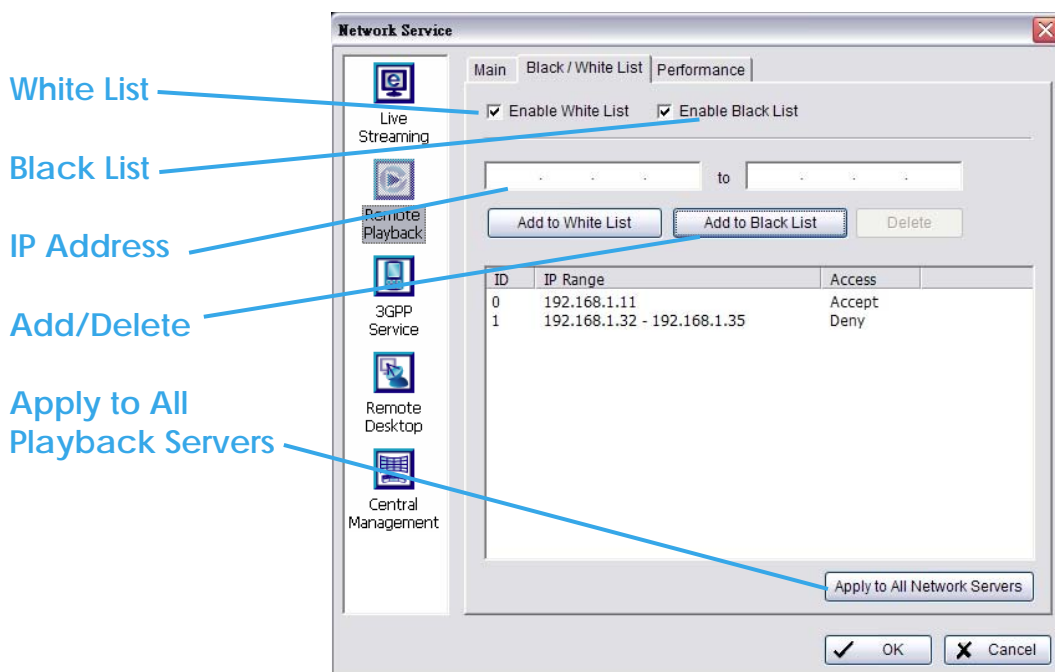 Network Service
White List
Black List
IP Address
Add/Delete
Apply to All
Playback Servers
Live
Streaming
Remote
Playback
3GPP
Service
Remote
Desktop
Central
Management
Main Black / White List Performance
Enable White List Enable Black List
. . . to . . .
Add to White List Add to Black List Delete
ID IP Range Access
0 192.168.1.11 Accept
1 192.168.1.32 - 192.168.1.35 Deny
Apply to All Network Servers
OK Cancel